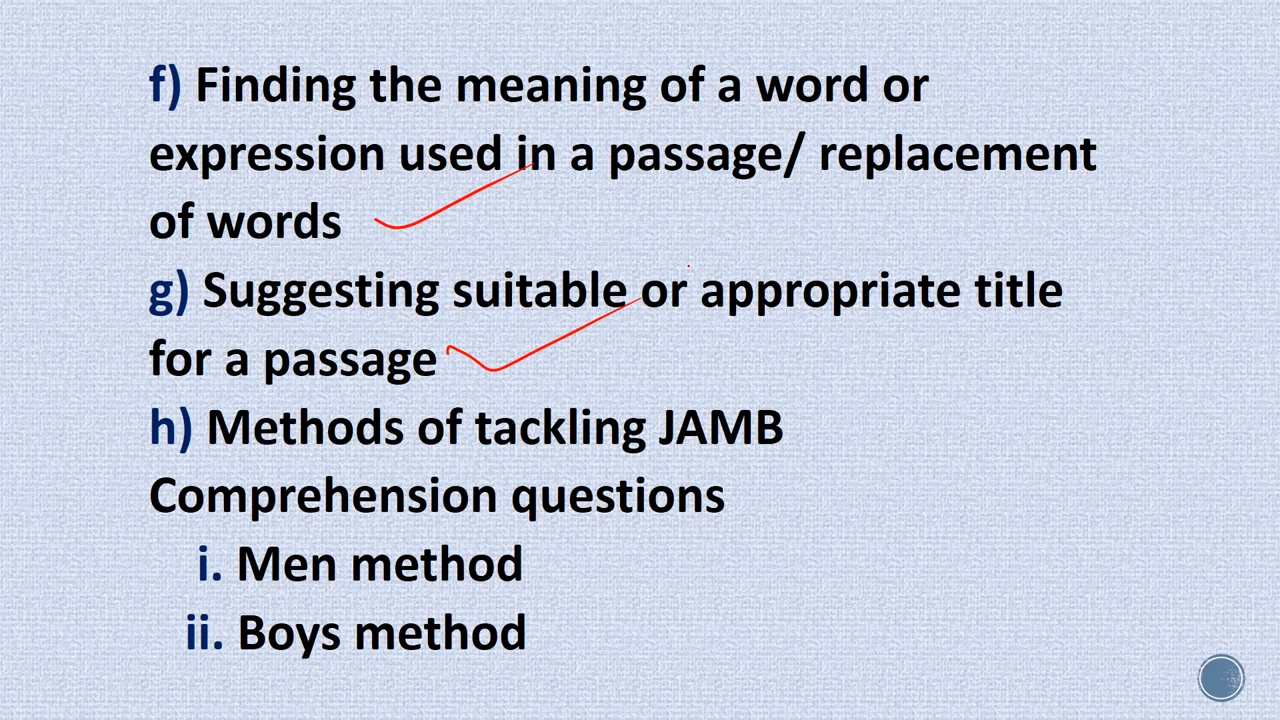 f) Finding the meaning of a word or
expression used in a passage/ replacement
of words
g) Suggesting suitable or appropriate title
for a passage
h) Methods of tackling JAMB
Comprehension questions
i. Men method
ii. Boys method